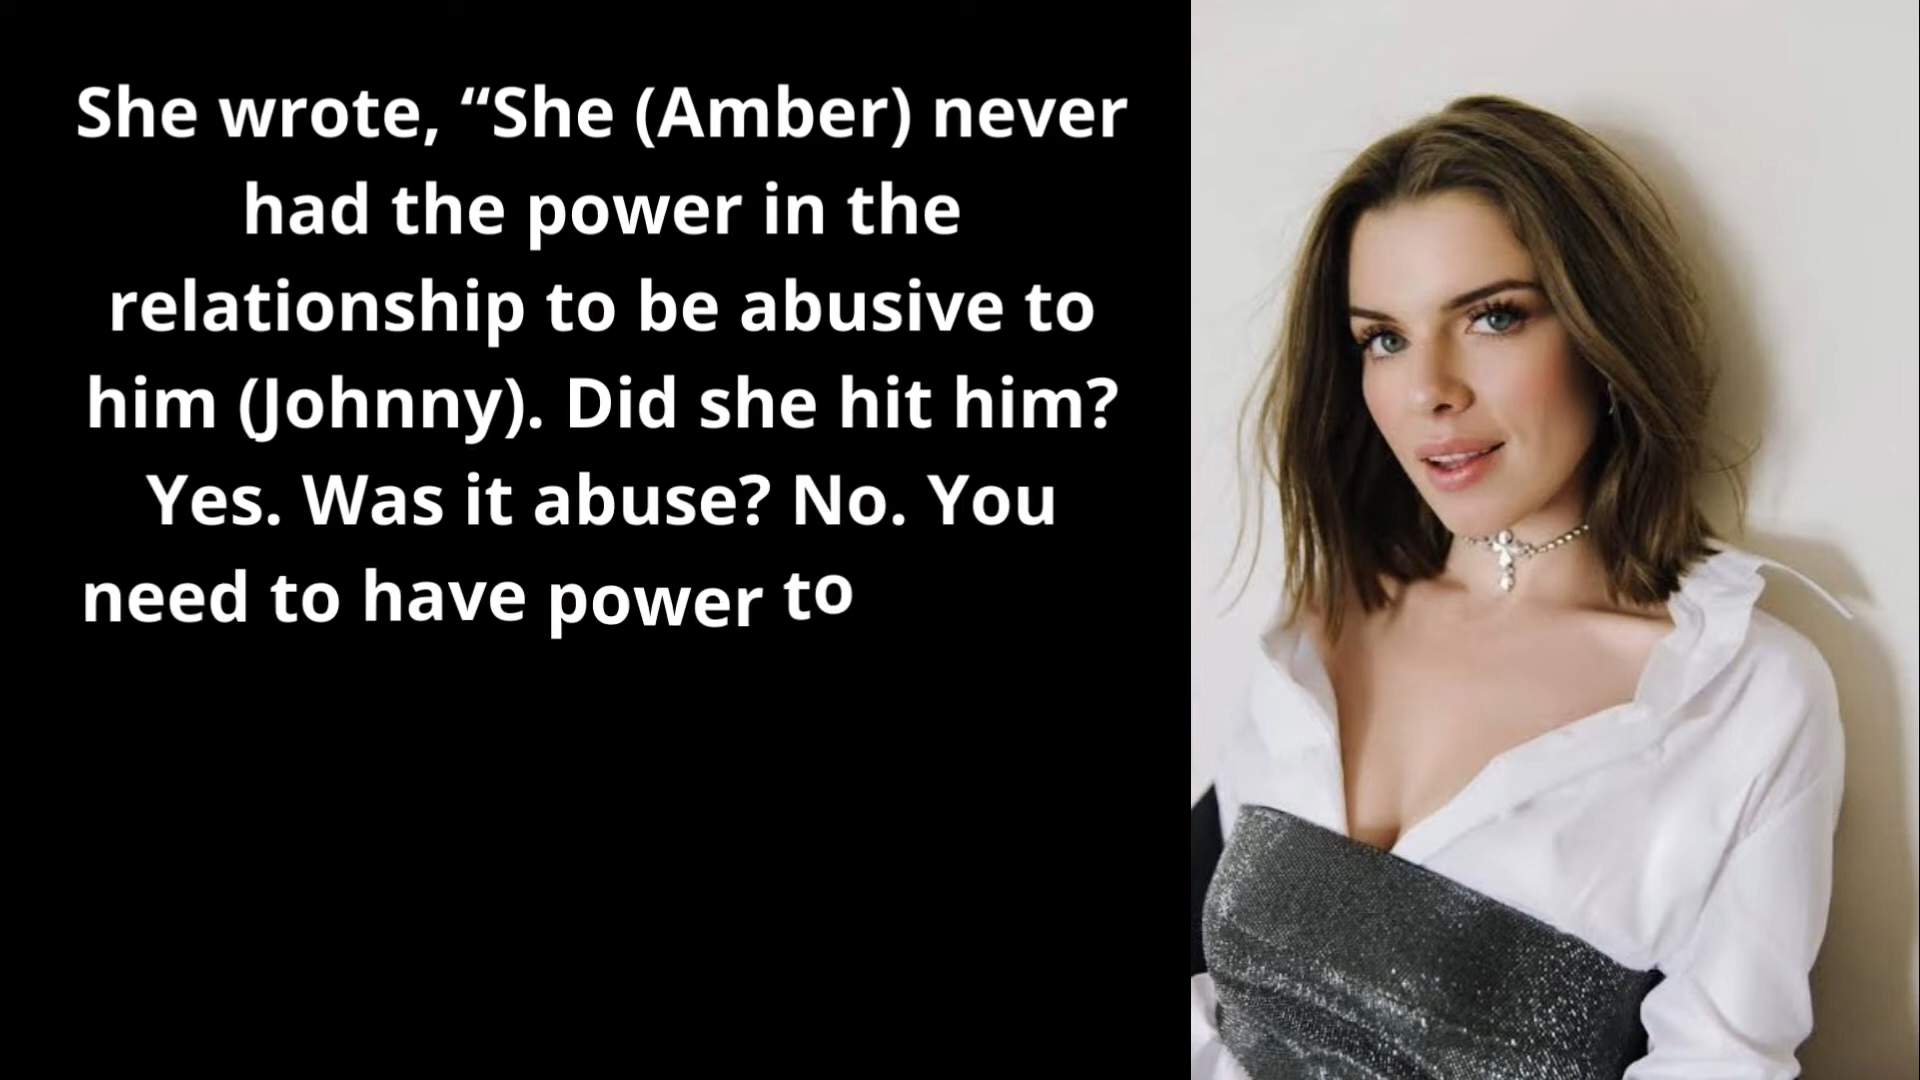 She wrote, “She (Amber) never
had the power in the
relationship to be abusive to
him (Johnny). Did she hit him?
Yes. Was it abuse? No. You
need to have power to